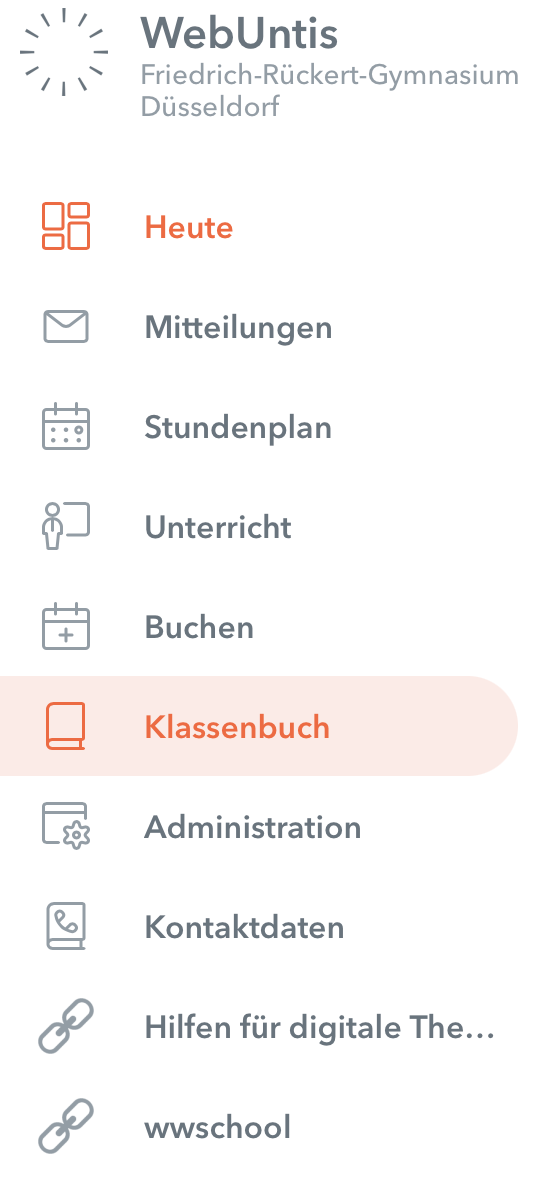 WebUntis
Friedrich-Rückert-Gymnasium
Düsseldorf
Heute
Mitteilungen
Stundenplan
Unterricht
Buchen
Klassenbuch
Administration
Kontaktdaten
Hilfen für digitale The...
wwschool